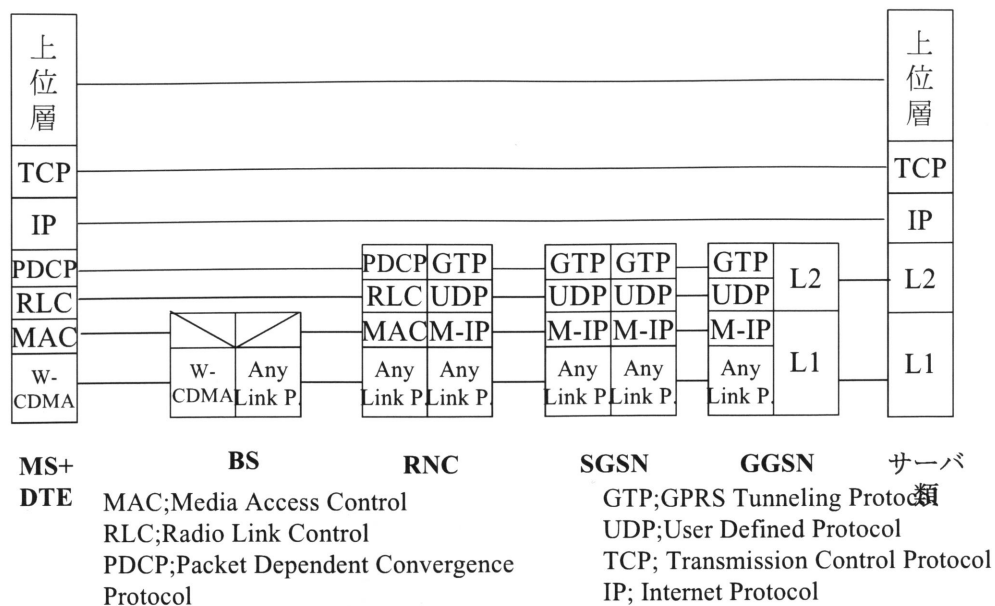 上位層
上位層
TCP
TCP
IP
IP
PDCP
PDCP GTP
GTP GTP
GTP
L2
L2
RLC
RLC UDP
UDP UDP
UDP
MAC
MAC M-IP
M-IP M-IP
M-IP
W-
CDMA
W-
CDMA
Any
Link P.
Any
Link P.
Any
Link P.
Any
Link P.
Any
Link P.
Any
Link P.
L1
L1
MS+
DTE
BS
RNC
SGSN
GGSN
サーバ
類
MAC;Media Access Control
RLC;Radio Link Control
PDCP;Packet Dependent Convergence
Protocol
GTP;GPRS Tunneling Protocol
UDP;User Defined Protocol
TCP; Transmission Control Protocol
IP; Internet Protocol